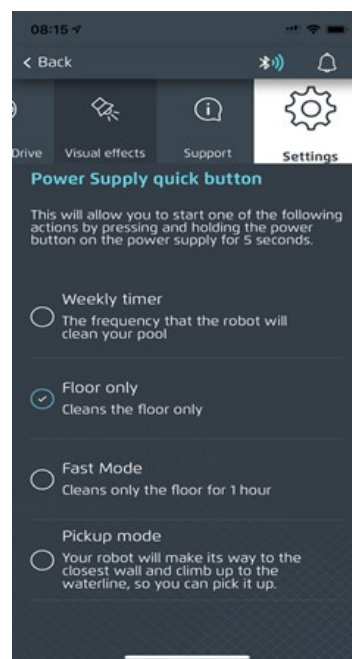 08:15
< Back
Drive
Visual effects
Support
Settings
Power Supply quick button
This will allow you to start one of the following
actions by pressing and holding the power
button on the power supply for 5 seconds.
Weekly timer
The frequency that the robot will
clean your pool
Floor only
Cleans the floor only
Fast Mode
Cleans only the floor for 1 hour
Pickup mode
Your robot will make its way to the
closest wall and climb up to the
waterline, so you can pick it up.